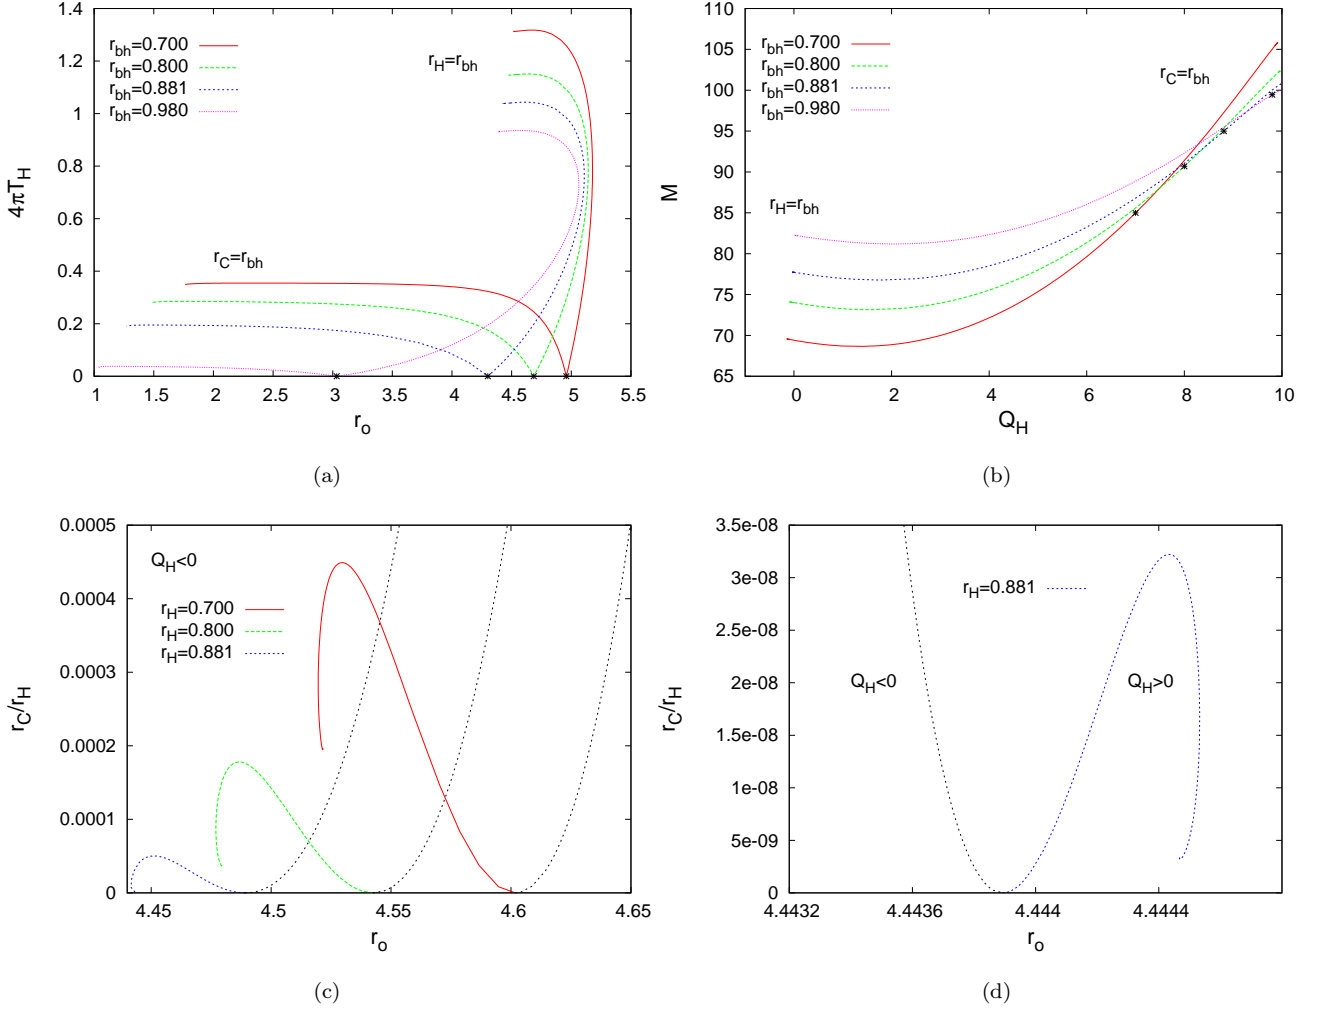 1.4
1.2
1
0.8
0.6
0.4
0.2
0
4πT_H
r_bh=0.700
r_bh=0.800
r_bh=0.881
r_bh=0.980
r_H=r_bh
r_C=r_bh
1 1.5 2 2.5 3 3.5 4 4.5 5 5.5
r_o
(a)
110
105
100
95
90
85
80
75
70
65
M
r_bh=0.700
r_bh=0.800
r_bh=0.881
r_bh=0.980
r_C=r_bh
r_H=r_bh
0 2 4 6 8 10
Q_H
(b)
0.0005
0.0004
0.0003
0.0002
0.0001
0
r_C/r_H
Q_H<0
r_H=0.700
r_H=0.800
r_H=0.881
4.45 4.5 4.55 4.6 4.65
r_o
(c)
3.5e-08
3e-08
2.5e-08
2e-08
1.5e-08
1e-08
5e-09
0
r_C/r_H
r_H=0.881
Q_H<0
Q_H>0
4.4432 4.4436 4.444 4.4444
r_o
(d)